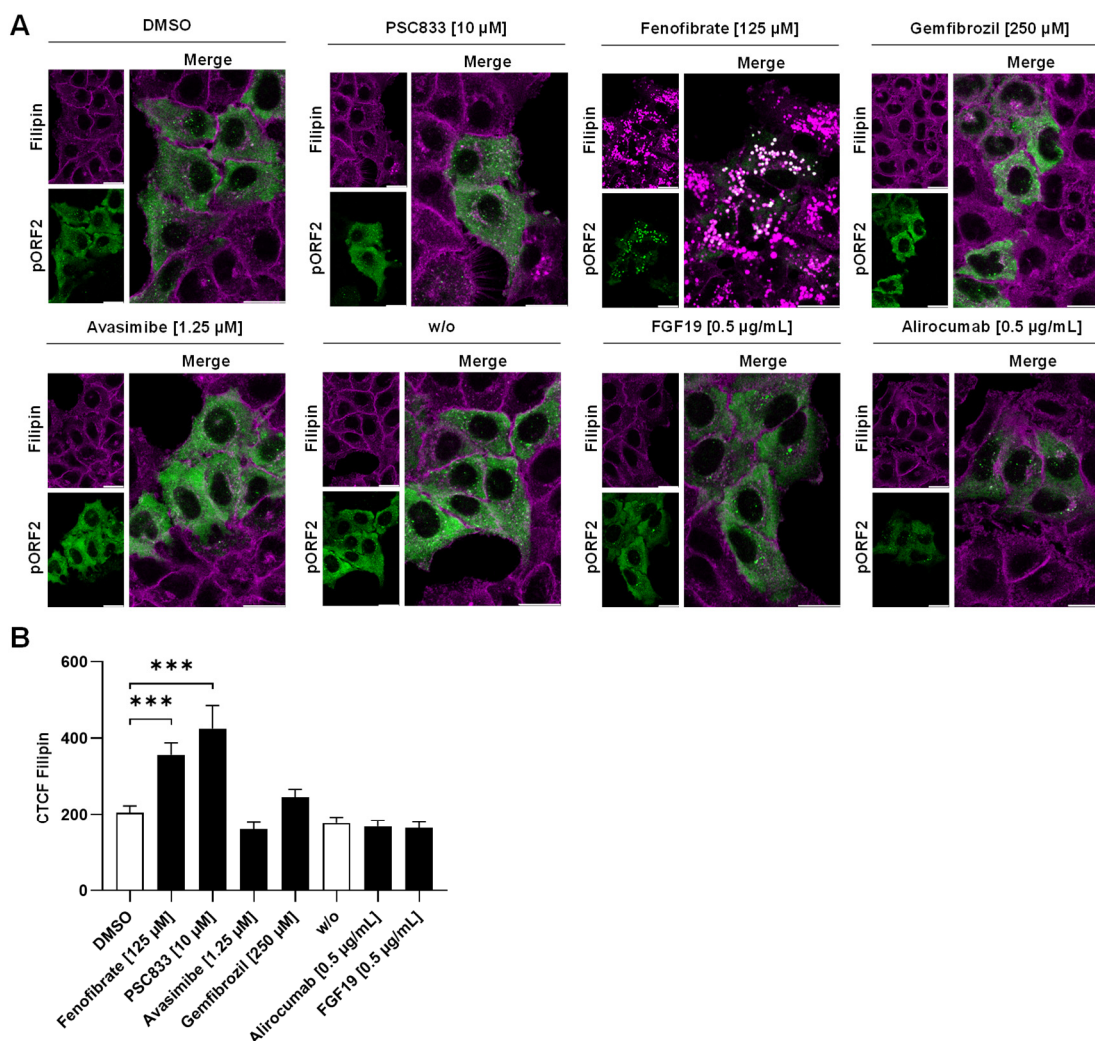 A
DMSO
PSC833 [10 µM]
Fenofibrate [125 µM]
Gemfibrozil [250 µM]
Merge
Merge
Merge
Merge
Filipin
Filipin
Filipin
Filipin
pORF2
pORF2
pORF2
pORF2
Avasimibe [1.25 µM]
w/o
FGF19 [0.5 µg/mL]
Alirocumab [0.5 µg/mL]
Merge
Merge
Merge
Merge
Filipin
Filipin
Filipin
Filipin
pORF2
pORF2
pORF2
pORF2
B
CTCF Filipin
600
400
200
0
***
***
DMSO
Fenofibrate [125 µM]
PSC833 [10 µM]
Avasimibe [1.25 µM]
Gemfibrozil [250 µM]
w/o
Alirocumab [0.5 µg/mL]
FGF19 [0.5 µg/mL]